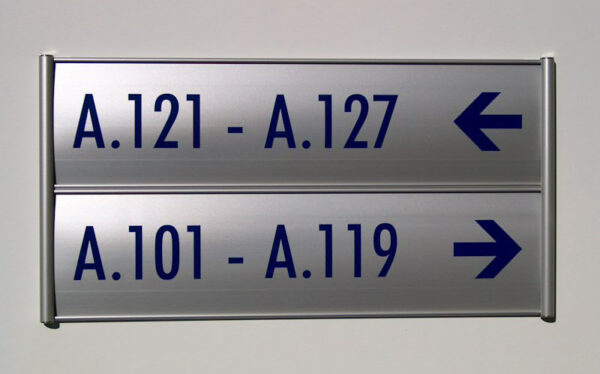 A.121 - A.127 ←
A.101 - A.119 →